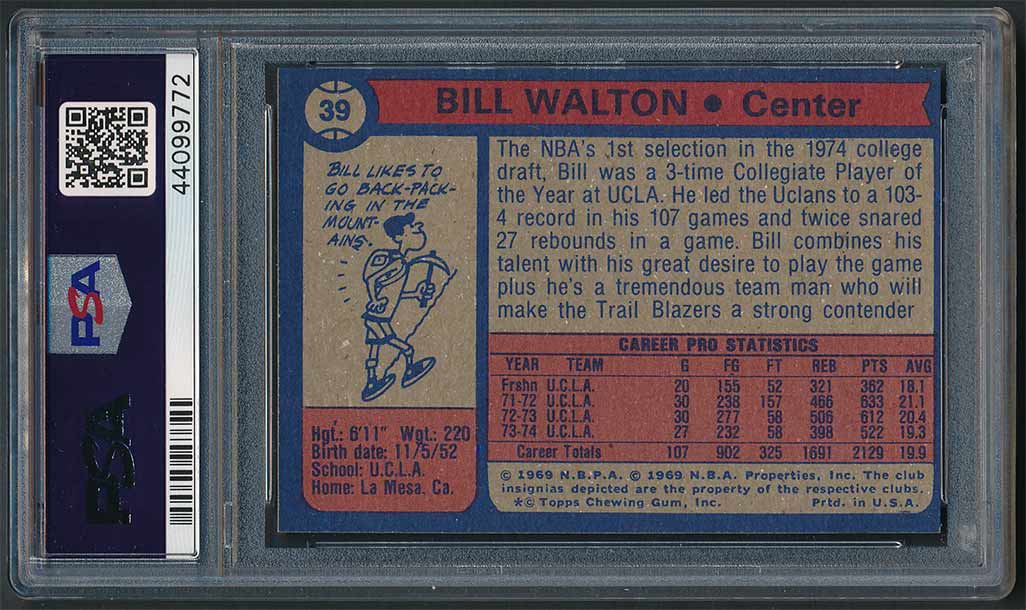 44099772
PSA
PSA
39
BILL WALTON • Center
BILL LIKES TO
GO BACK-PACK-
ING IN THE
MOUNT-
AINS.
The NBA's 1st selection in the 1974 college
draft, Bill was a 3-time Collegiate Player of
the Year at UCLA. He led the Uclans to a 103-
4 record in his 107 games and twice snared
27 rebounds in a game. Bill combines his
talent with his great desire to play the game
plus he's a tremendous team man who will
make the Trail Blazers a strong contender
CAREER PRO STATISTICS
YEAR TEAM G FG FT REB PTS AVG
Frshn U.C.L.A. 20 155 52 321 362 18.1
71-72 U.C.L.A. 30 238 157 466 633 21.1
72-73 U.C.L.A. 30 277 58 506 612 20.4
73-74 U.C.L.A. 27 232 58 398 522 19.3
Career Totals 107 902 325 1691 2129 19.9
Hgt.: 6'11" Wgt.: 220
Birth date: 11/5/52
School: U.C.L.A.
Home: La Mesa, Ca.
© 1969 N.B.P.A. © 1969 N.B.A. Properties, Inc. The club
insignias depicted are the property of the respective clubs.
*© Topps Chewing Gum, Inc. Prtd. in U.S.A.